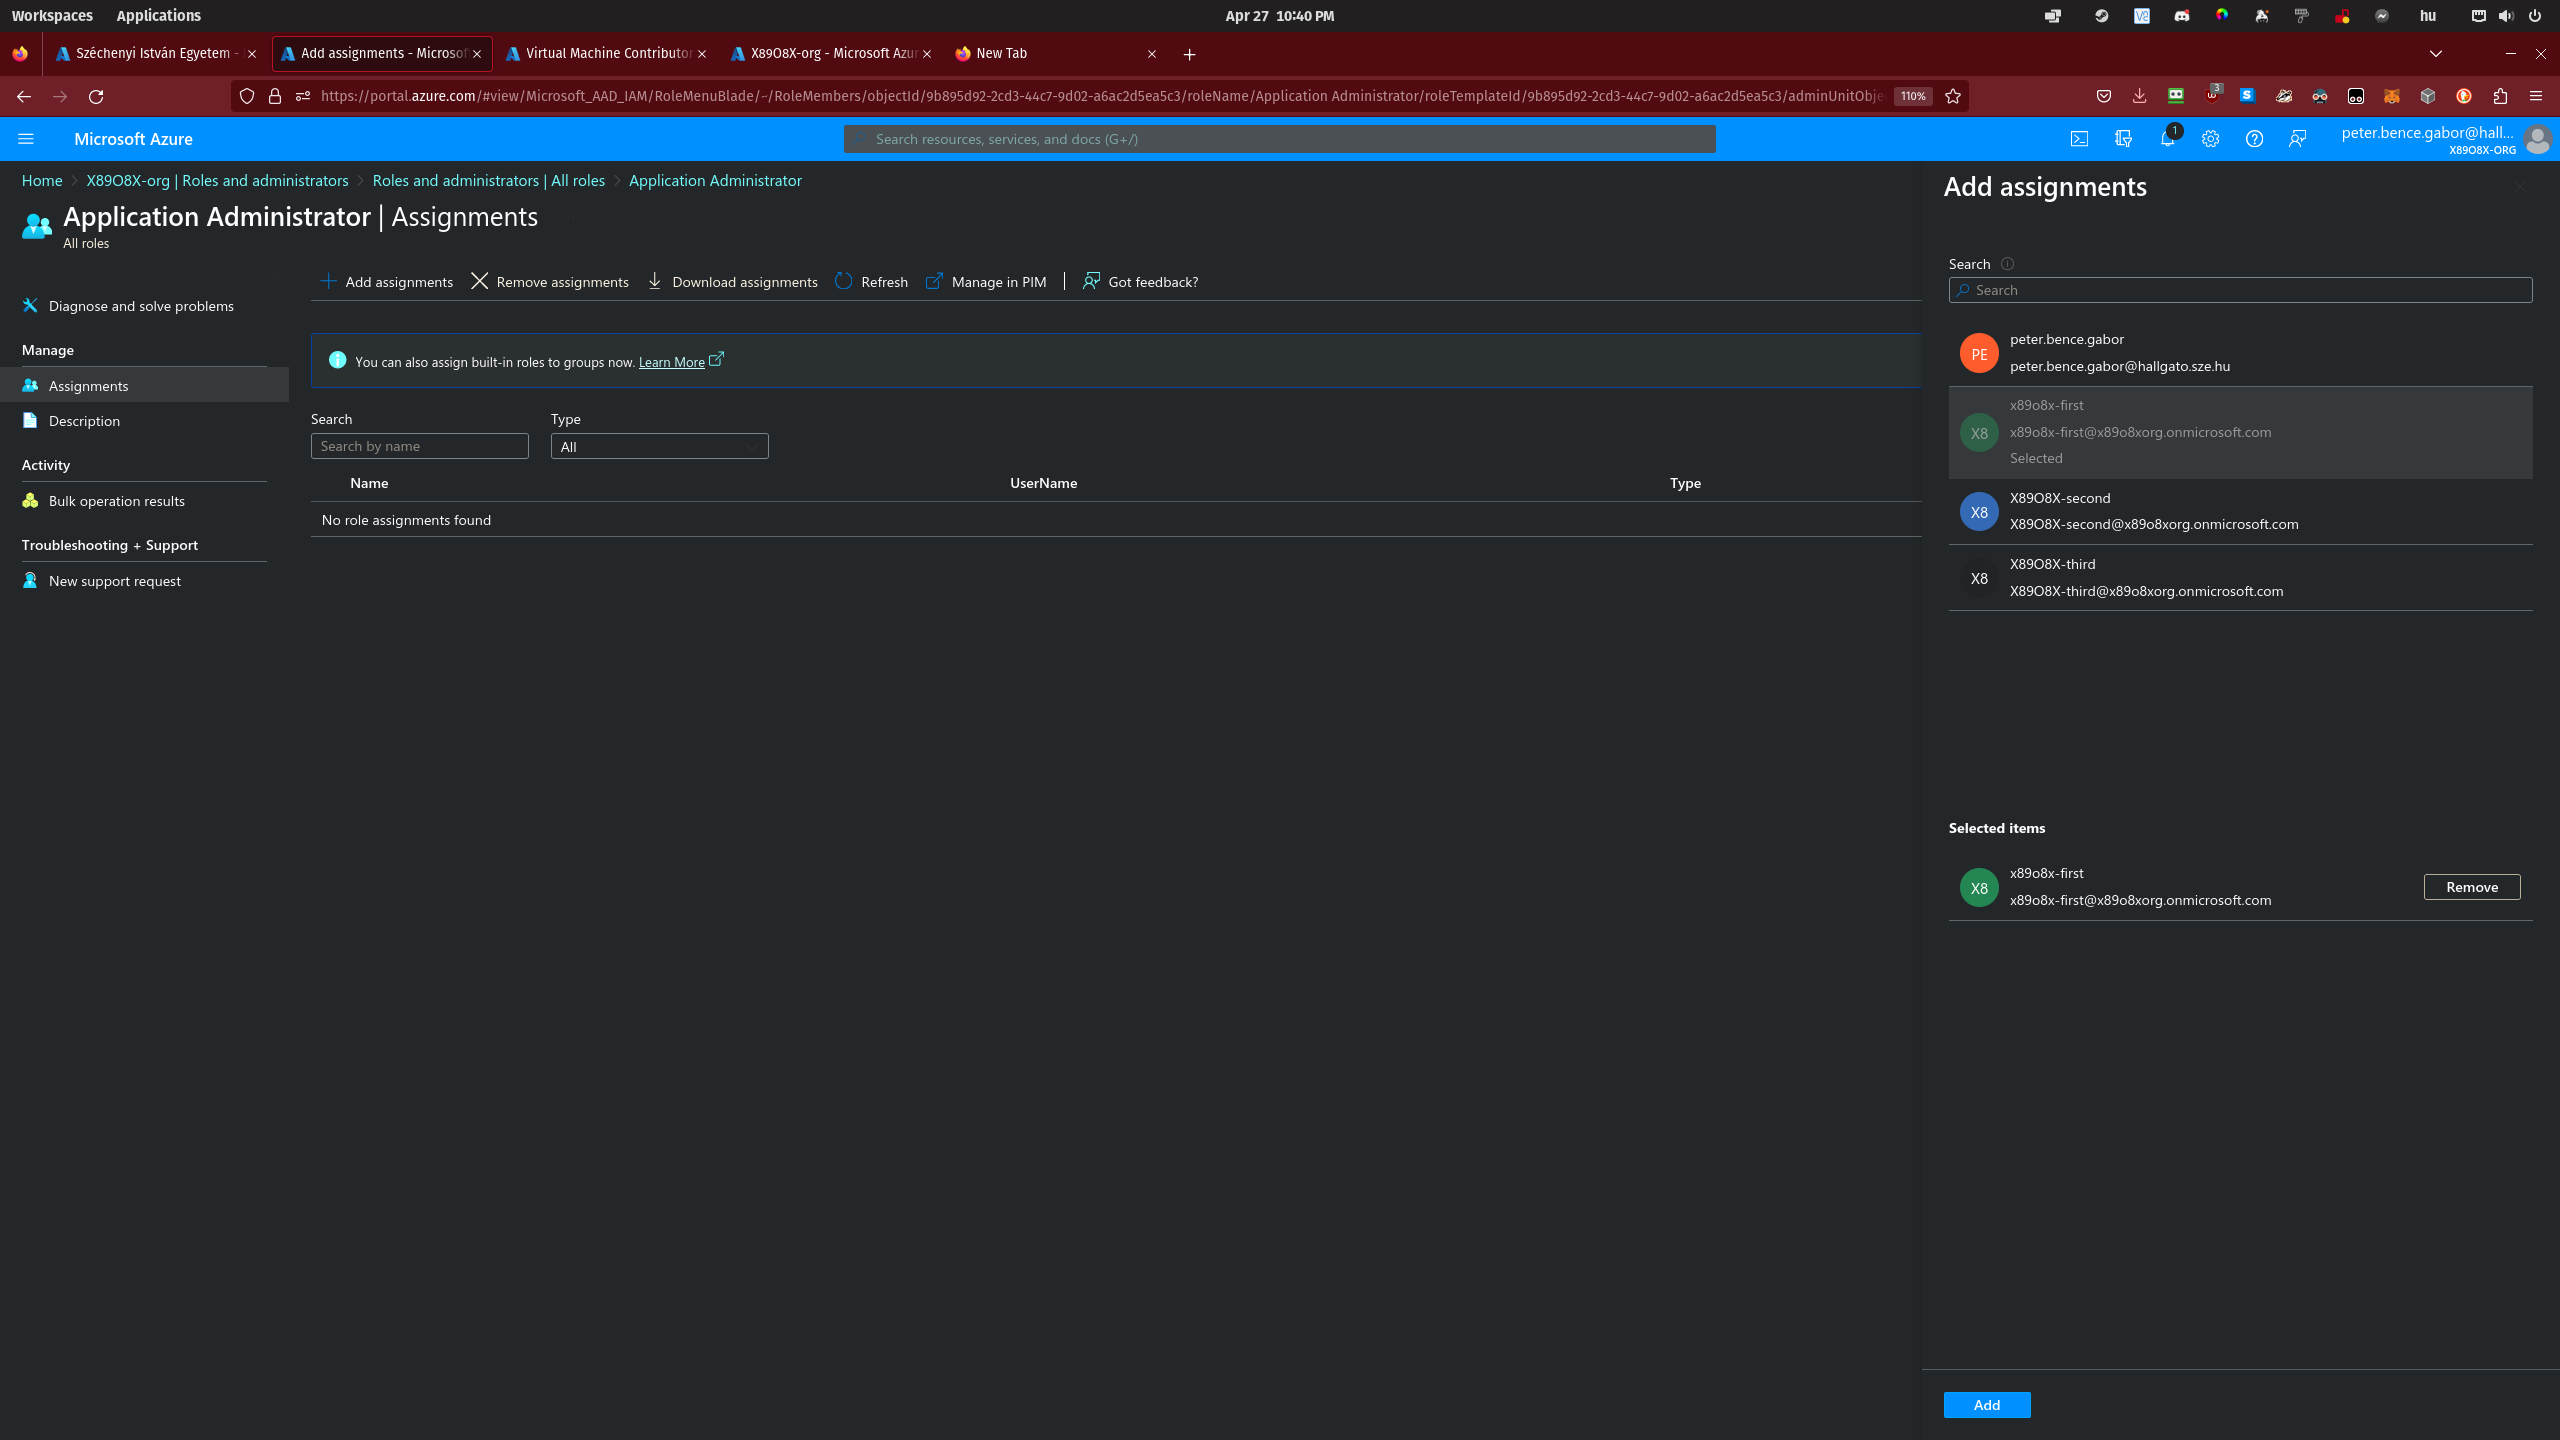 Workspaces Applications Apr 27 10:40 PM hu
Széchenyi István Egyetem - Add assignments - Microsoft Virtual Machine Contributor X89O8X-org - Microsoft Azur New Tab
https://portal.azure.com/#view/Microsoft_AAD_IAM/RoleMenuBlade/~/RoleMembers/objectId/9b895d92-2cd3-44c7-9d02-a6ac2d5ea5c3/roleName/Application Administrator/roleTemplateId/9b895d92-2cd3-44c7-9d02-a6ac2d5ea5c3/adminUnitObje 110% 3
Microsoft Azure Search resources, services, and docs (G+/) 1 peter.bence.gabor@hall...
X89O8X-ORG
Home X89O8X-org | Roles and administrators Roles and administrators | All roles Application Administrator
Application Administrator | Assignments
All roles
Diagnose and solve problems
Manage
Assignments
Description
Activity
Bulk operation results
Troubleshooting + Support
New support request
Add assignments Remove assignments Download assignments Refresh Manage in PIM Got feedback?
You can also assign built-in roles to groups now. Learn More
Search Type
Search by name All
Name UserName Type
No role assignments found
Add assignments
Search
Search
PE peter.bence.gabor
peter.bence.gabor@hallgato.sze.hu
X8 x89o8x-first
x89o8x-first@x89o8xorg.onmicrosoft.com
Selected
X8 X89O8X-second
X89O8X-second@x89o8xorg.onmicrosoft.com
X8 X89O8X-third
X89O8X-third@x89o8xorg.onmicrosoft.com
Selected items
X8 x89o8x-first
x89o8x-first@x89o8xorg.onmicrosoft.com
Remove
Add